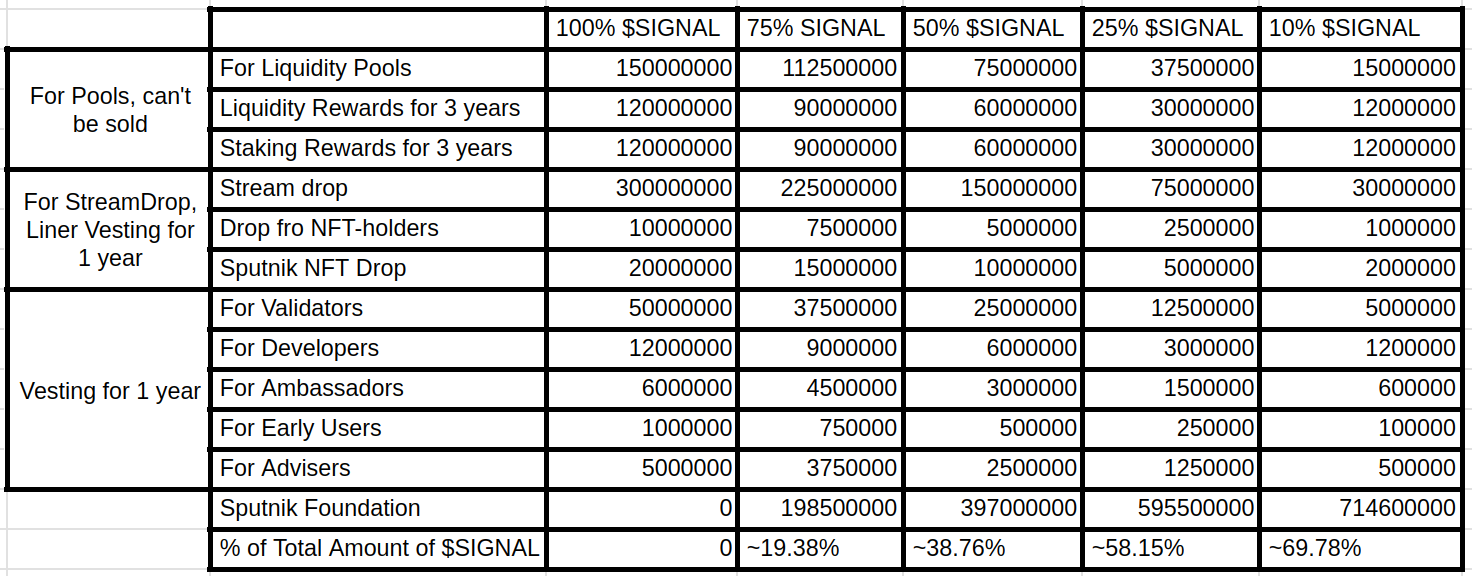 100% $SIGNAL 75% SIGNAL 50% $SIGNAL 25% $SIGNAL 10% $SIGNAL
For Pools, can't
be sold
For Liquidity Pools 150000000 112500000 75000000 37500000 15000000
Liquidity Rewards for 3 years 120000000 90000000 60000000 30000000 12000000
Staking Rewards for 3 years 120000000 90000000 60000000 30000000 12000000
For StreamDrop,
Liner Vesting for
1 year
Stream drop 300000000 225000000 150000000 75000000 30000000
Drop fro NFT-holders 10000000 7500000 5000000 2500000 1000000
Sputnik NFT Drop 20000000 15000000 10000000 5000000 2000000
Vesting for 1 year
For Validators 50000000 37500000 25000000 12500000 5000000
For Developers 12000000 9000000 6000000 3000000 1200000
For Ambassadors 6000000 4500000 3000000 1500000 600000
For Early Users 1000000 750000 500000 250000 100000
For Advisers 5000000 3750000 2500000 1250000 500000
Sputnik Foundation 0 198500000 397000000 595500000 714600000
% of Total Amount of $SIGNAL 0 ~19.38% ~38.76% ~58.15% ~69.78%